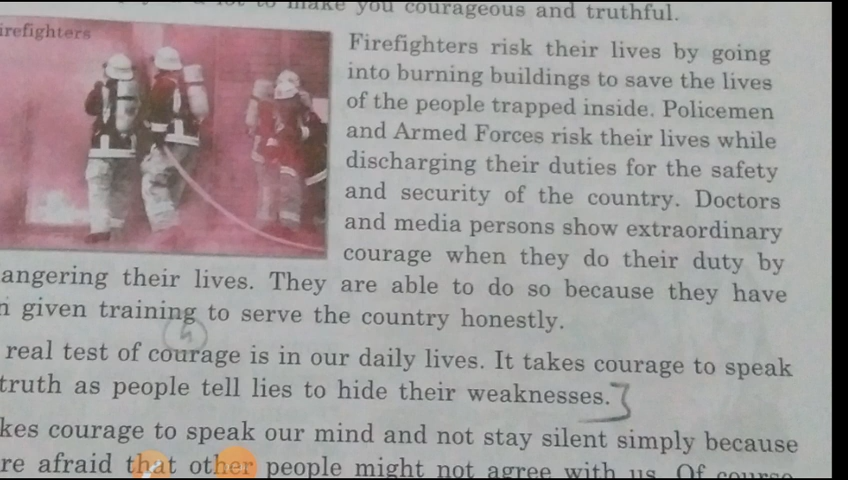 to make you courageous and truthful.
irefighters
Firefighters risk their lives by going
into burning buildings to save the lives
of the people trapped inside. Policemen
and Armed Forces risk their lives while
discharging their duties for the safety
and security of the country. Doctors
and media persons show extraordinary
courage when they do their duty by
angering their lives. They are able to do so because they have
n given training to serve the country honestly.
real test of courage is in our daily lives. It takes courage to speak
truth as people tell lies to hide their weaknesses.
kes courage to speak our mind and not stay silent simply because
re afraid that other people might not agree with us. Of course